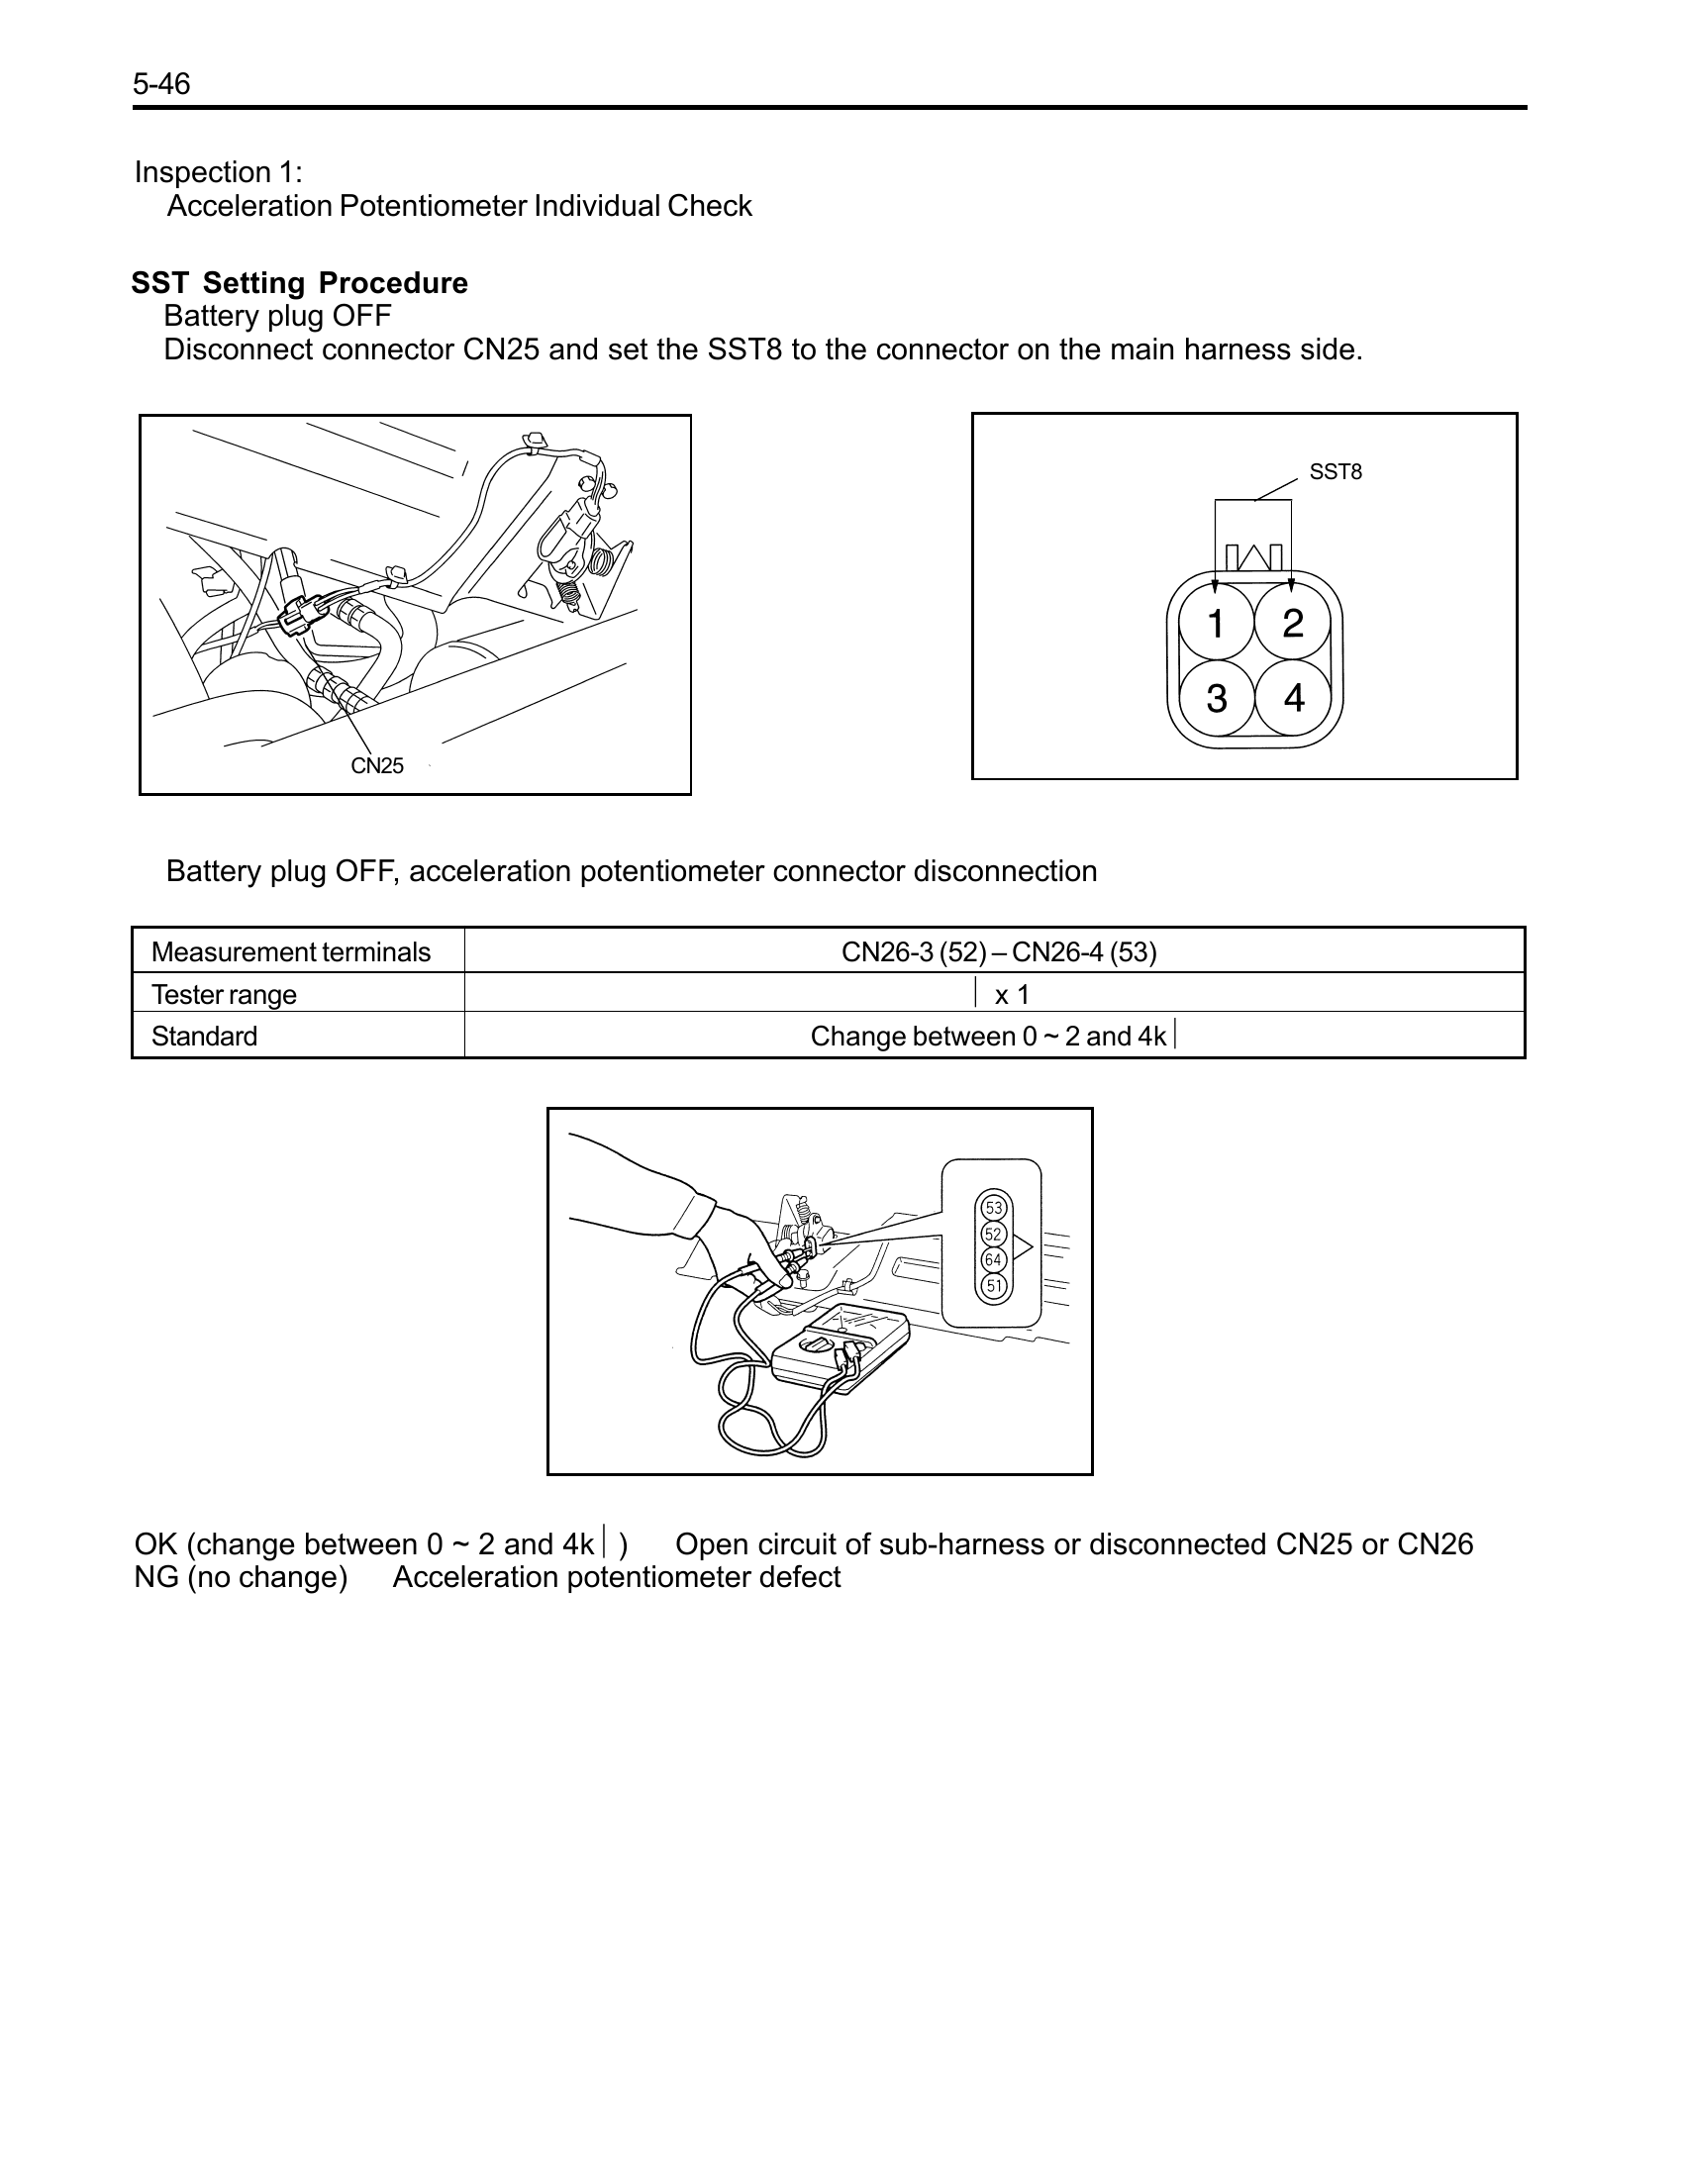 5-46
Inspection 1:
Acceleration Potentiometer Individual Check
SST Setting Procedure
Battery plug OFF
Disconnect connector CN25 and set the SST8 to the connector on the main harness side.
CN25
SST8
1 2
3 4
Battery plug OFF, acceleration potentiometer connector disconnection
Measurement terminals CN26-3 (52) – CN26-4 (53)
Tester range | x 1
Standard Change between 0 ~ 2 and 4k|
53
52
64
51
OK (change between 0 ~ 2 and 4k| ) Open circuit of sub-harness or disconnected CN25 or CN26
NG (no change) Acceleration potentiometer defect